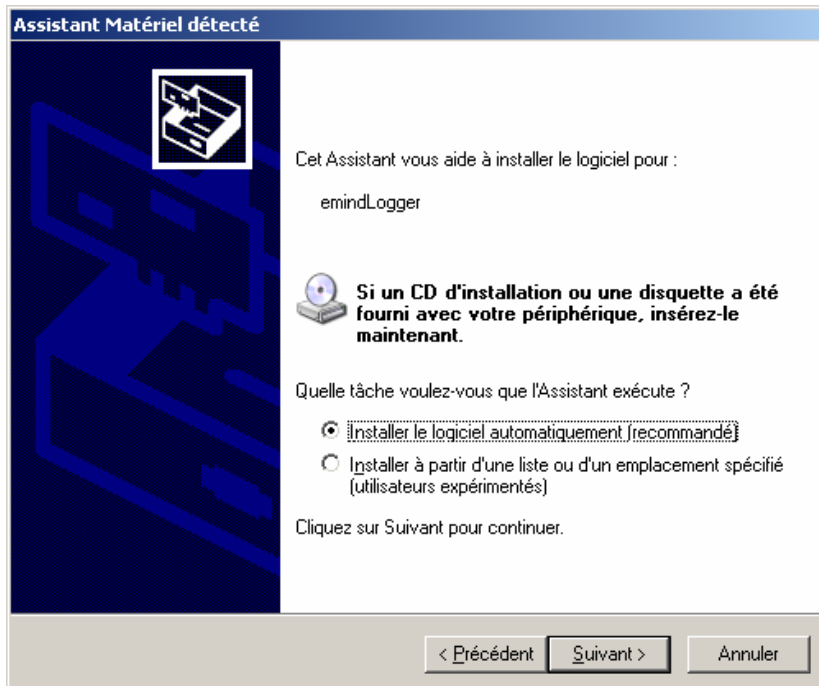 Assistant Matériel détecté
Cet Assistant vous aide à installer le logiciel pour :
emindLogger
Si un CD d'installation ou une disquette a été
fourni avec votre périphérique, insérez-le
maintenant.
Quelle tâche voulez-vous que l'Assistant exécute ?
Installer le logiciel automatiquement (recommandé)
Installer à partir d'une liste ou d'un emplacement spécifié
(utilisateurs expérimentés)
Cliquez sur Suivant pour continuer.
< Précédent Suivant > Annuler